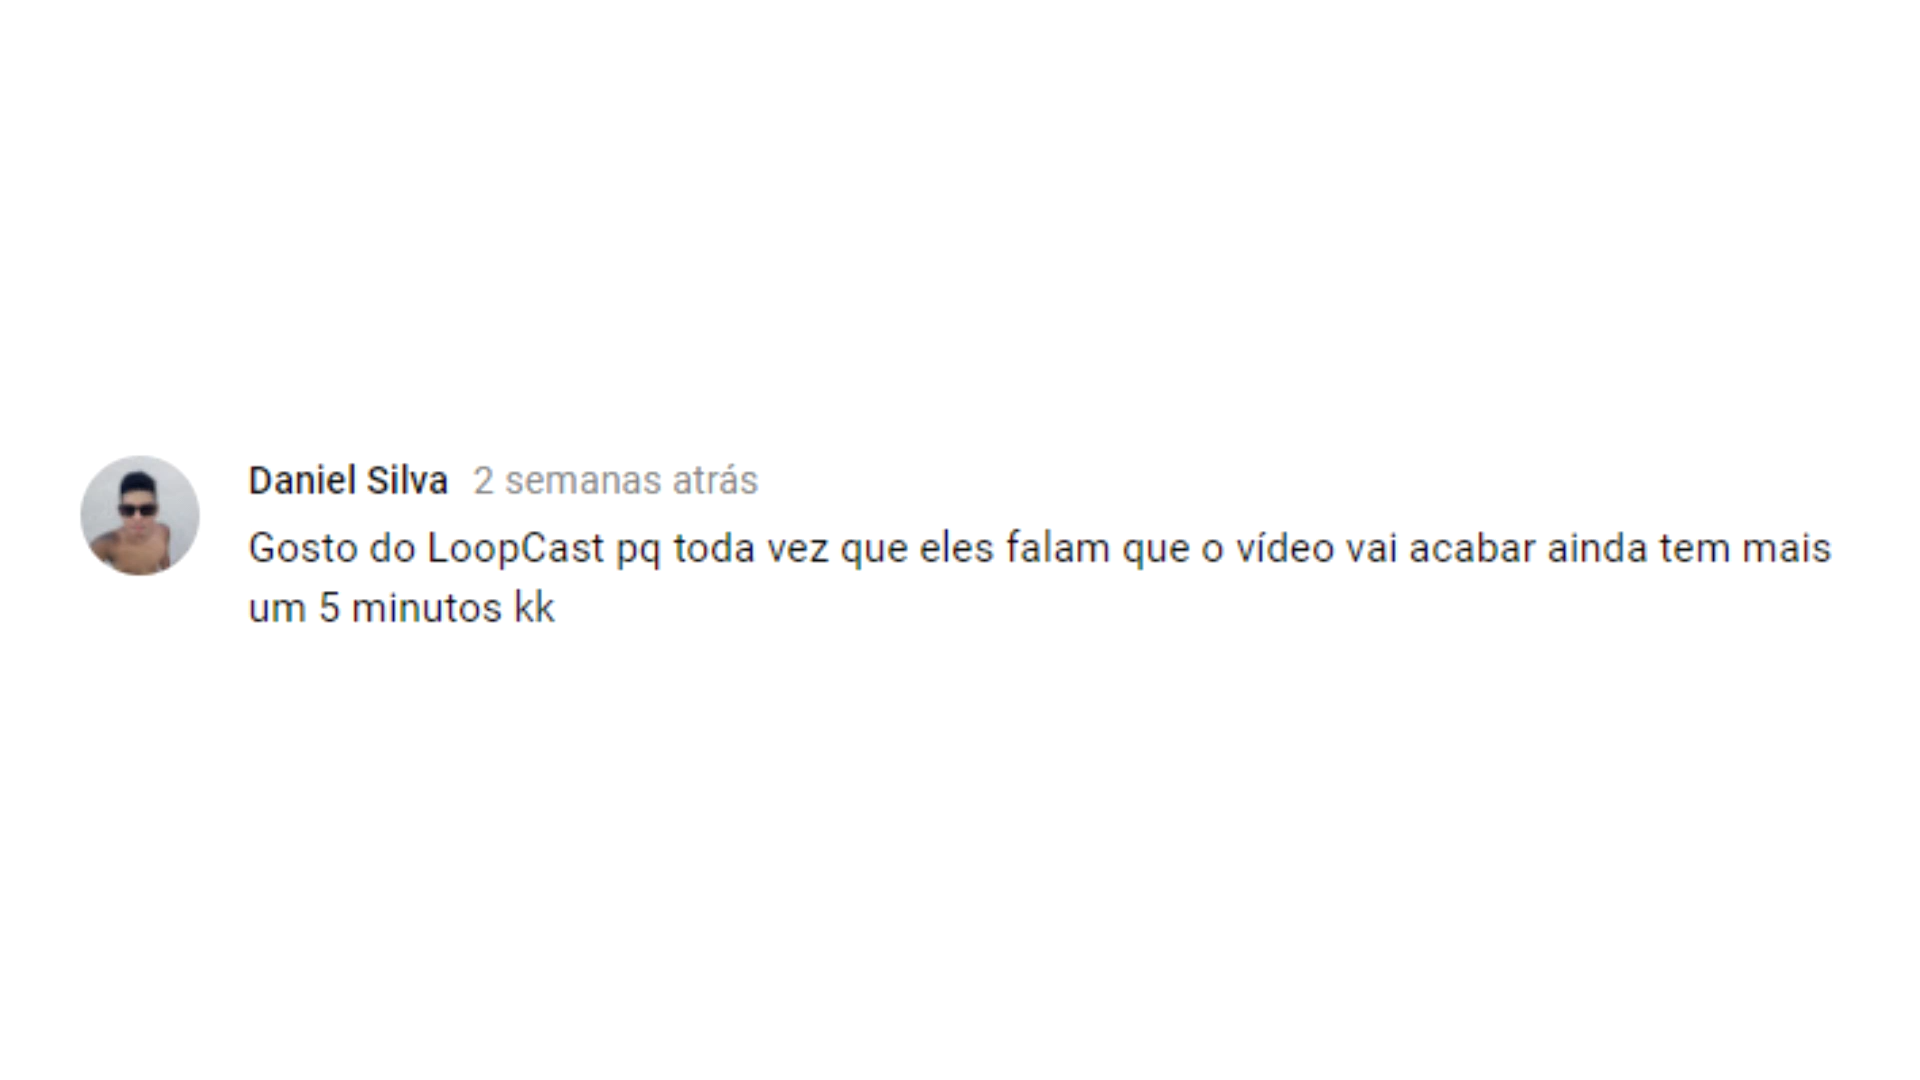 Daniel Silva 2 semanas atrás
Gosto do LoopCast pq toda vez que eles falam que o vídeo vai acabar ainda tem mais
um 5 minutos kk